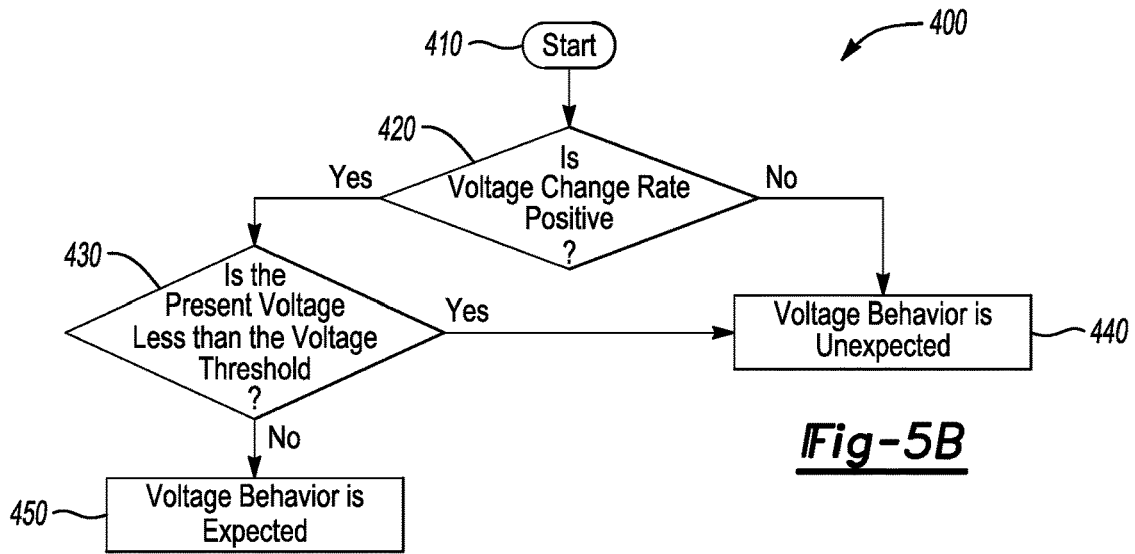 410
Start
400
420
Is
Voltage Change Rate
Positive
?
Yes
No
430
Is the
Present Voltage
Less than the Voltage
Threshold
?
Yes
Voltage Behavior is
Unexpected
440
No
Fig-5B
450
Voltage Behavior is
Expected